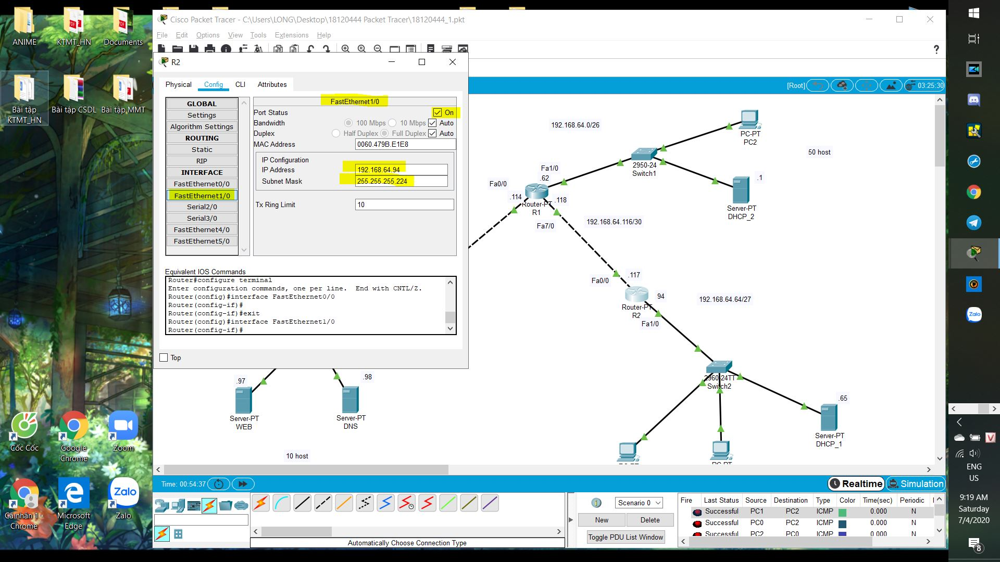 ANIME
KTMT_HN
Documents
Bài tập
KTMT_HN
Bài tập CSDL
Bài tập MMT
Cốc Cốc
Google
Chrome
Zoom
Cá nhân 1 -
Chrome
Microsoft
Edge
Zalo
Zalo
Cisco Packet Tracer - C:\Users\LONG\Desktop\18120444 Packet Tracer\18120444_1.pkt
File Edit Options View Tools Extensions Help
?
R2
Physical Config CLI Attributes
GLOBAL
Settings
Algorithm Settings
ROUTING
Static
RIP
INTERFACE
FastEthernet0/0
FastEthernet1/0
Serial2/0
Serial3/0
FastEthernet4/0
FastEthernet5/0
FastEthernet1/0
Port Status On
Bandwidth 100 Mbps 10 Mbps Auto
Duplex Half Duplex Full Duplex Auto
MAC Address 0060.479B.E1E8
IP Configuration
IP Address 192.168.64.94
Subnet Mask 255.255.255.224
Tx Ring Limit 10
Equivalent IOS Commands
Router#configure terminal
Enter configuration commands, one per line. End with CNTL/Z.
Router(config)#interface FastEthernet0/0
Router(config-if)#
Router(config-if)#exit
Router(config)#interface FastEthernet1/0
Router(config-if)#
Top
[Root]
03:25:30
192.168.64.0/26
PC-PT
PC2
50 host
2950-24
Switch1
Fa1/0
.62
Fa0/0
.114
.118
Router-PT
R1
Fa7/0
.1
Server-PT
DHCP_2
192.168.64.116/30
.117
Fa0/0
94
Router-PT
R2
Fa1/0
192.168.64.64/27
2960-24TT
Switch2
.65
Server-PT
DHCP_1
.97
.98
Server-PT
WEB
Server-PT
DNS
10 host
Time: 00:54:37
Realtime
Simulation
Scenario 0
New Delete
Toggle PDU List Window
Automatically Choose Connection Type
Fire Last Status Source Destination Type Color Time(sec) Periodic
Successful PC1 PC2 ICMP 0.000 N
Successful PC0 PC2 ICMP 0.000 N
Successful PC2 PC0 ICMP 0.000 N
Zalo
V
ENG
US
9:19 AM
Saturday
7/4/2020
8